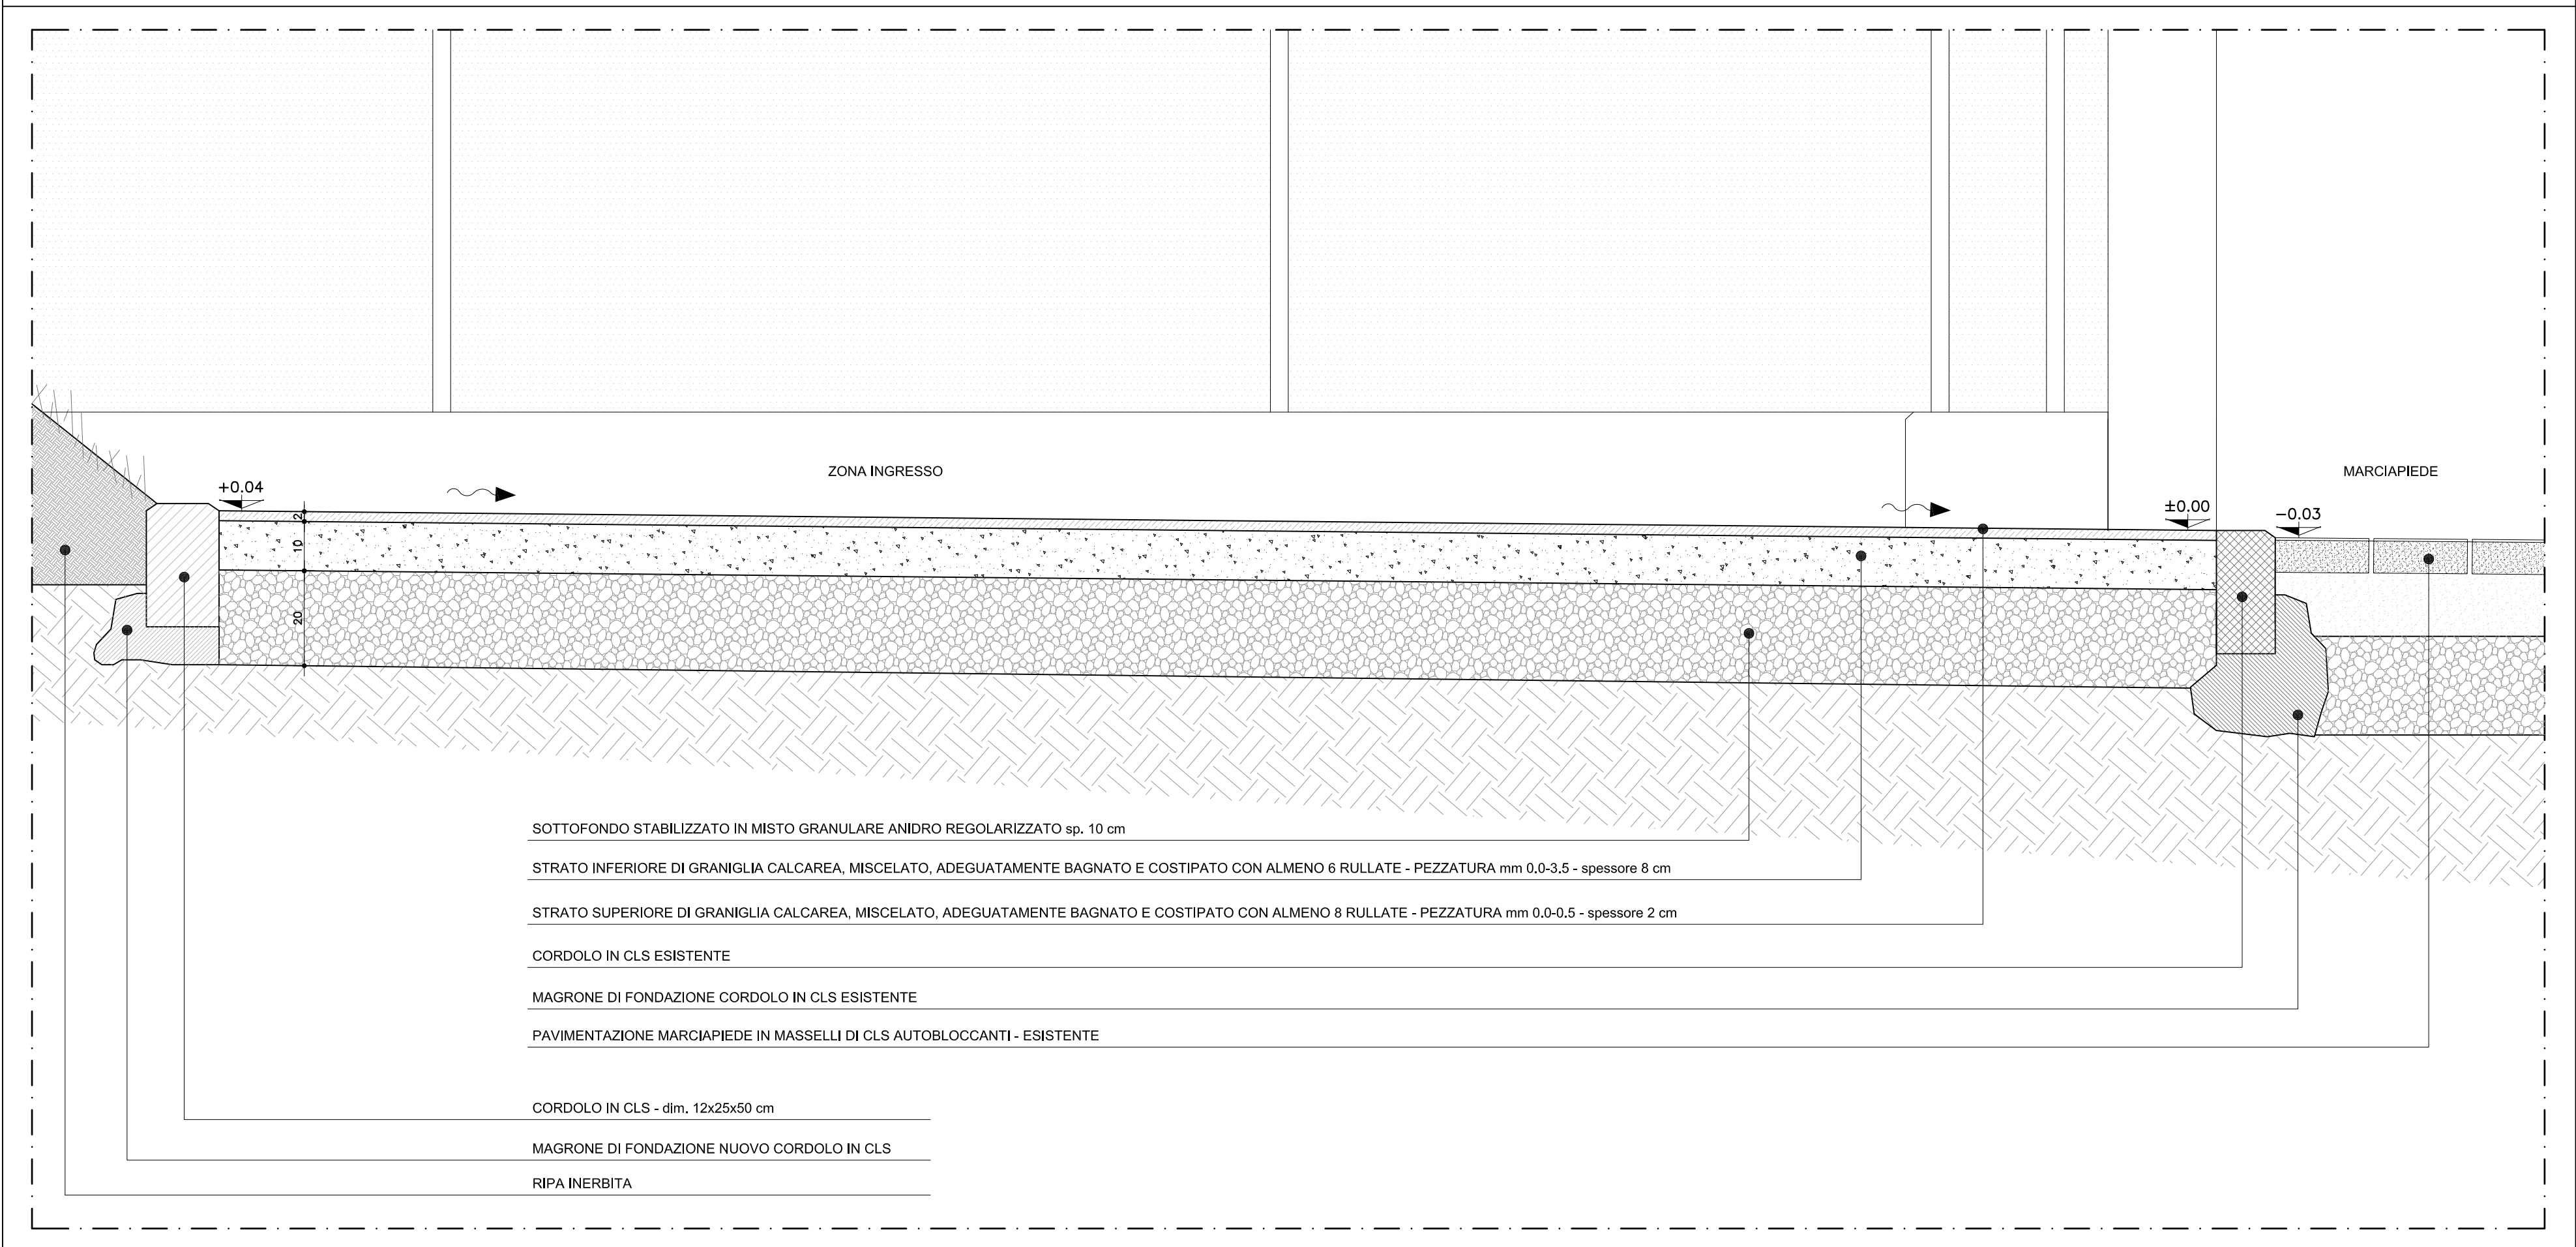 ZONA INGRESSO
MARCIAPIEDE
+0.04
±0.00
-0.03
2
10
20
SOTTOFONDO STABILIZZATO IN MISTO GRANULARE ANIDRO REGOLARIZZATO sp. 10 cm
STRATO INFERIORE DI GRANIGLIA CALCAREA, MISCELATO, ADEGUATAMENTE BAGNATO E COSTIPATO CON ALMENO 6 RULLATE - PEZZATURA mm 0.0-3.5 - spessore 8 cm
STRATO SUPERIORE DI GRANIGLIA CALCAREA, MISCELATO, ADEGUATAMENTE BAGNATO E COSTIPATO CON ALMENO 8 RULLATE - PEZZATURA mm 0.0-0.5 - spessore 2 cm
CORDOLO IN CLS ESISTENTE
MAGRONE DI FONDAZIONE CORDOLO IN CLS ESISTENTE
PAVIMENTAZIONE MARCIAPIEDE IN MASSELLI DI CLS AUTOBLOCCANTI - ESISTENTE
CORDOLO IN CLS - dim. 12x25x50 cm
MAGRONE DI FONDAZIONE NUOVO CORDOLO IN CLS
RIPA INERBITA